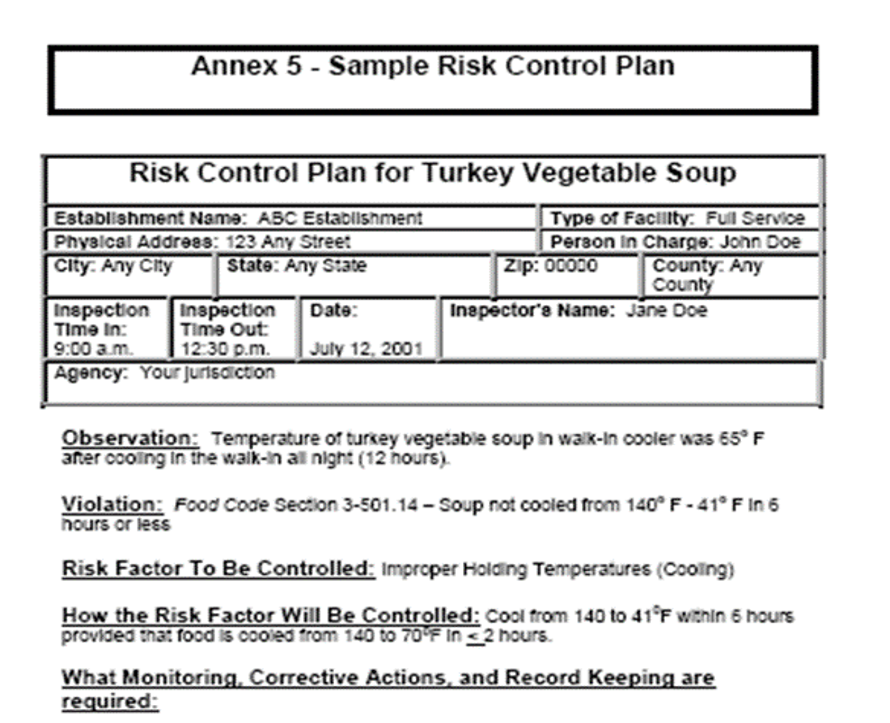 Annex 5 - Sample Risk Control Plan
Risk Control Plan for Turkey Vegetable Soup
Establishment Name: ABC Establishment
Type of Facility: Full Service
Physical Address: 123 Any Street
Person In Charge: John Doe
City: Any City
State: Any State
Zip: 00000
County: Any
County
Inspection
Time In:
9:00 a.m.
Inspection
Time Out:
12:30 p.m.
Date:
July 12, 2001
Inspector's Name: Jane Doe
Agency: Your jurisdiction
Observation: Temperature of turkey vegetable soup in walk-in cooler was 65° F
after cooling in the walk-in all night (12 hours).
Violation: Food Code Section 3-501.14 – Soup not cooled from 140° F - 41° F in 6
hours or less
Risk Factor To Be Controlled: Improper Holding Temperatures (Cooling)
How the Risk Factor Will Be Controlled: Cool from 140 to 41°F within 6 hours
provided that food is cooled from 140 to 70°F in < 2 hours.
What Monitoring, Corrective Actions, and Record Keeping are
required: